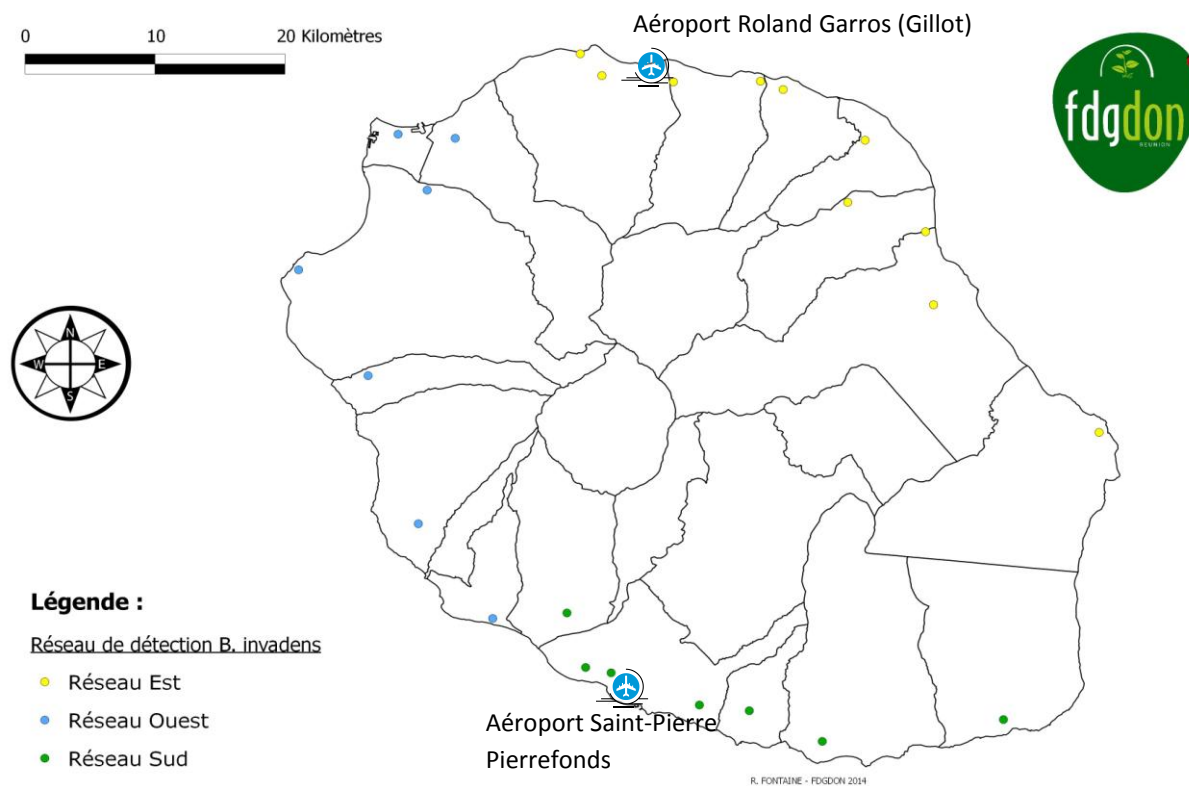 Aéroport Roland Garros (Gillot)
0 10 20 Kilomètres
fdgdon
REUNION
N
W E
S
Légende :
Réseau de détection B. invadens
Réseau Est
Réseau Ouest
Réseau Sud
Aéroport Saint-Pierre
Pierrefonds
R. FONTAINE - FDGDON 2014